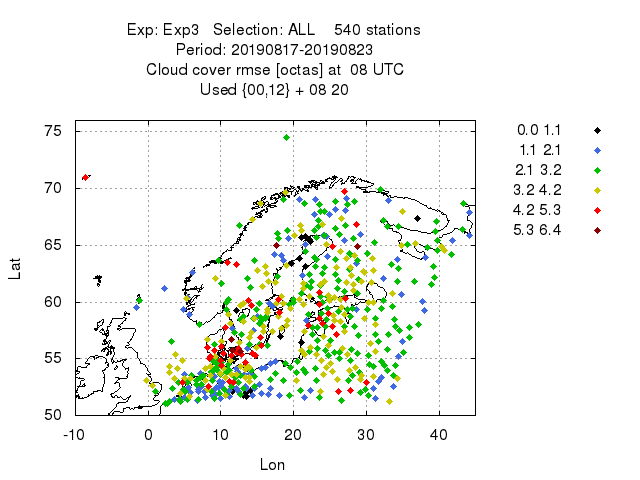 Exp: Exp3   Selection: ALL    540 stations
Period: 20190817-20190823
Cloud cover rmse [octas] at  08 UTC
Used {00,12} + 08 20
75
70
65
60
55
50
Lat
-10 0 10 20 30 40
Lon
0.0 1.1
1.1 2.1
2.1 3.2
3.2 4.2
4.2 5.3
5.3 6.4